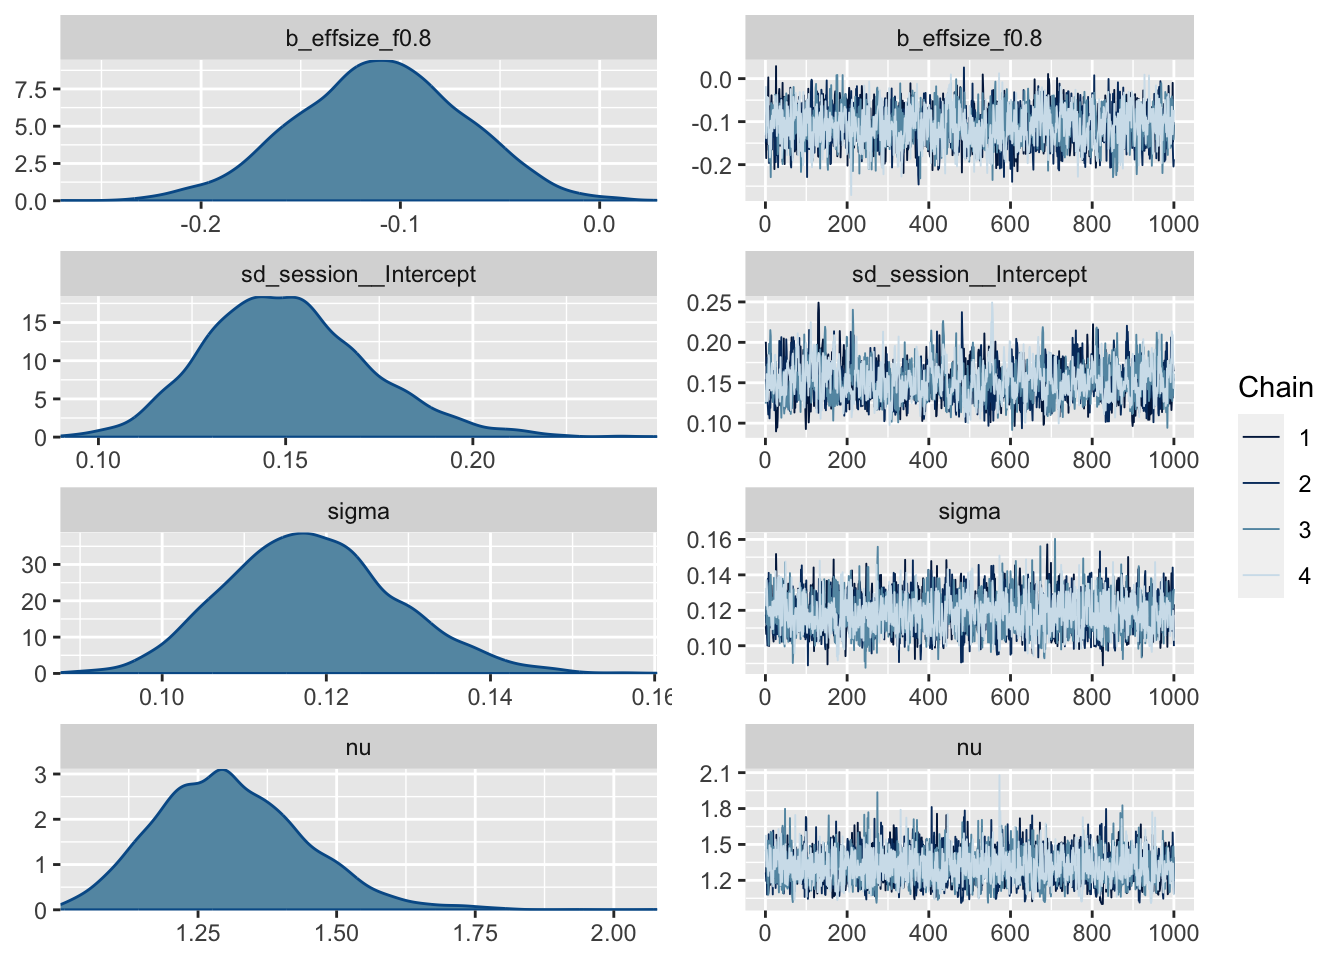 b_effsize_f0.8
7.5
5.0
2.5
0.0
-0.2 -0.1 0.0
b_effsize_f0.8
0.0
-0.1
-0.2
0 200 400 600 800 1000
sd_session__Intercept
15
10
5
0
0.10 0.15 0.20
sd_session__Intercept
0.25
0.20
0.15
0.10
0 200 400 600 800 1000
sigma
30
20
10
0
0.10 0.12 0.14 0.16
sigma
0.16
0.14
0.12
0.10
0 200 400 600 800 1000
nu
3
2
1
0
1.25 1.50 1.75 2.00
nu
2.1
1.8
1.5
1.2
0 200 400 600 800 1000
Chain
1
2
3
4